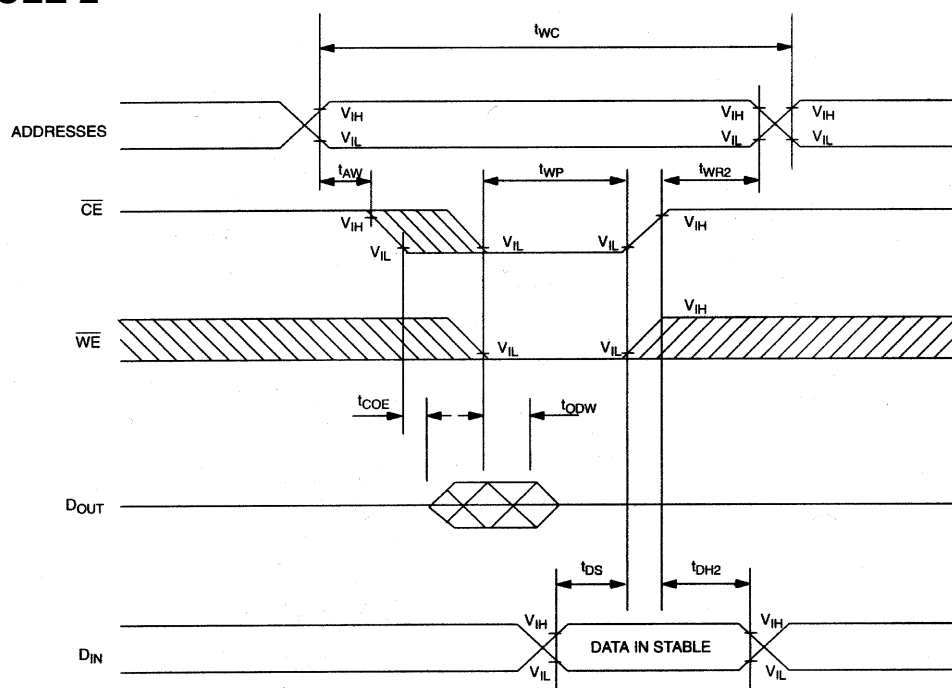 tWC
ADDRESSES
VIH VIH VIH
VIL VIL VIL
tAW tWP tWR2
CE
VIH VIH
VIL VIL VIL
VIH
WE
VIL VIL
tCOE tODW
DOUT
tDS tDH2
VIH VIH
DIN DATA IN STABLE
VIL VIL